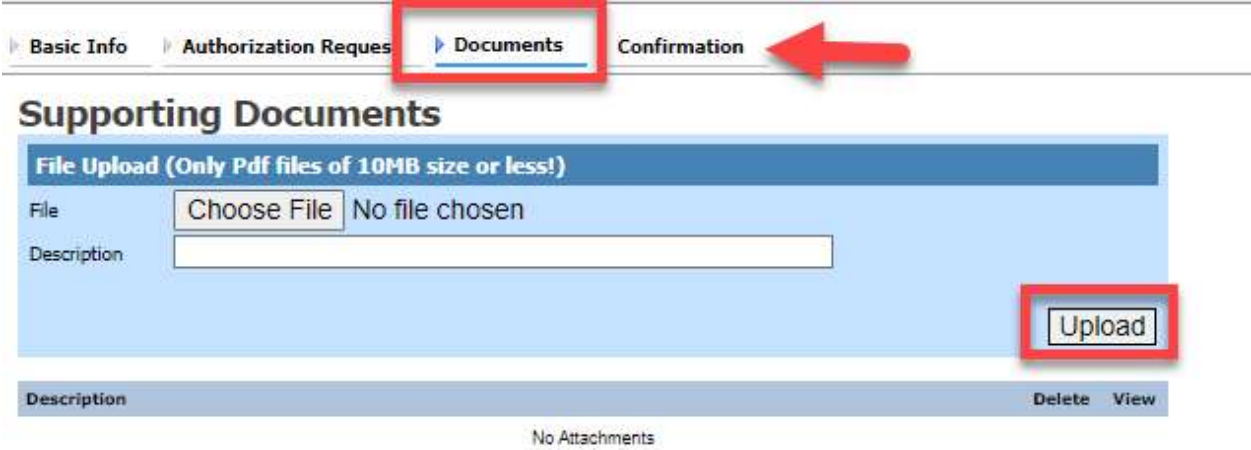 Basic Info Authorization Reques Documents Confirmation
Supporting Documents
File Upload (Only Pdf files of 10MB size or less!)
File Choose File No file chosen
Description
Upload
Description Delete View
No Attachments